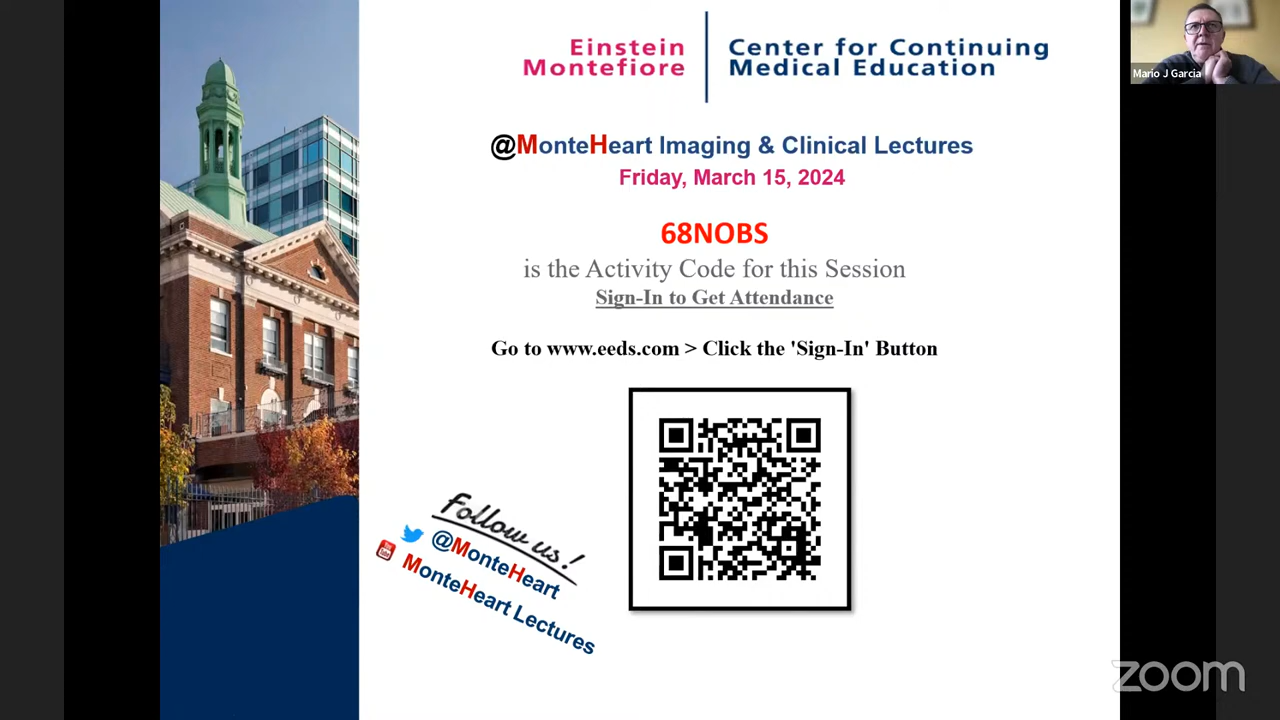 Einstein
Montefiore
Center for Continuing
Medical Education
Mario J Garcia
@MonteHeart Imaging & Clinical Lectures
Friday, March 15, 2024
68NOBS
is the Activity Code for this Session
Sign-In to Get Attendance
Go to www.eeds.com > Click the 'Sign-In' Button
Follow us!
@MonteHeart
MonteHeart Lectures
zoom